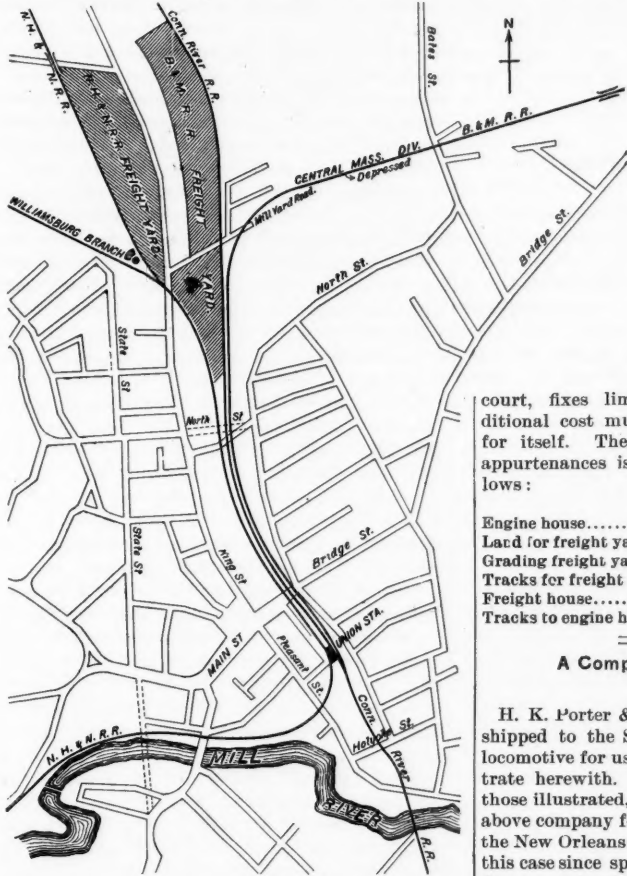 N
N. H. & N. R. R.
Conn. River R. R.
N. H. & N. R. R. FREIGHT YARD.
B. & M. R. R. FREIGHT YARD.
Bates St.
B. & M. R. R.
CENTRAL MASS. DIV.
Depressed
Mill Yard Road.
WILLIAMSBURG BRANCH
North St.
Bridge St.
State St
North St
State St
King St
Bridge St.
UNION STA.
MAIN ST
Pleasant St.
Conn River R. R.
Holyoke St.
N. H. & N. R. R.
MILL RIVER
court, fixes lim
ditional cost mu
for itself. The
appurtenances is
lows:
Engine house......
Land for freight ya
Grading freight ya
Tracks for freight
Freight house.....
Tracks to engine h
A Comp
H. K. Porter &
shipped to the S
locomotive for us
trate herewith.
those illustrated,
above company f
the New Orleans
this case since sp